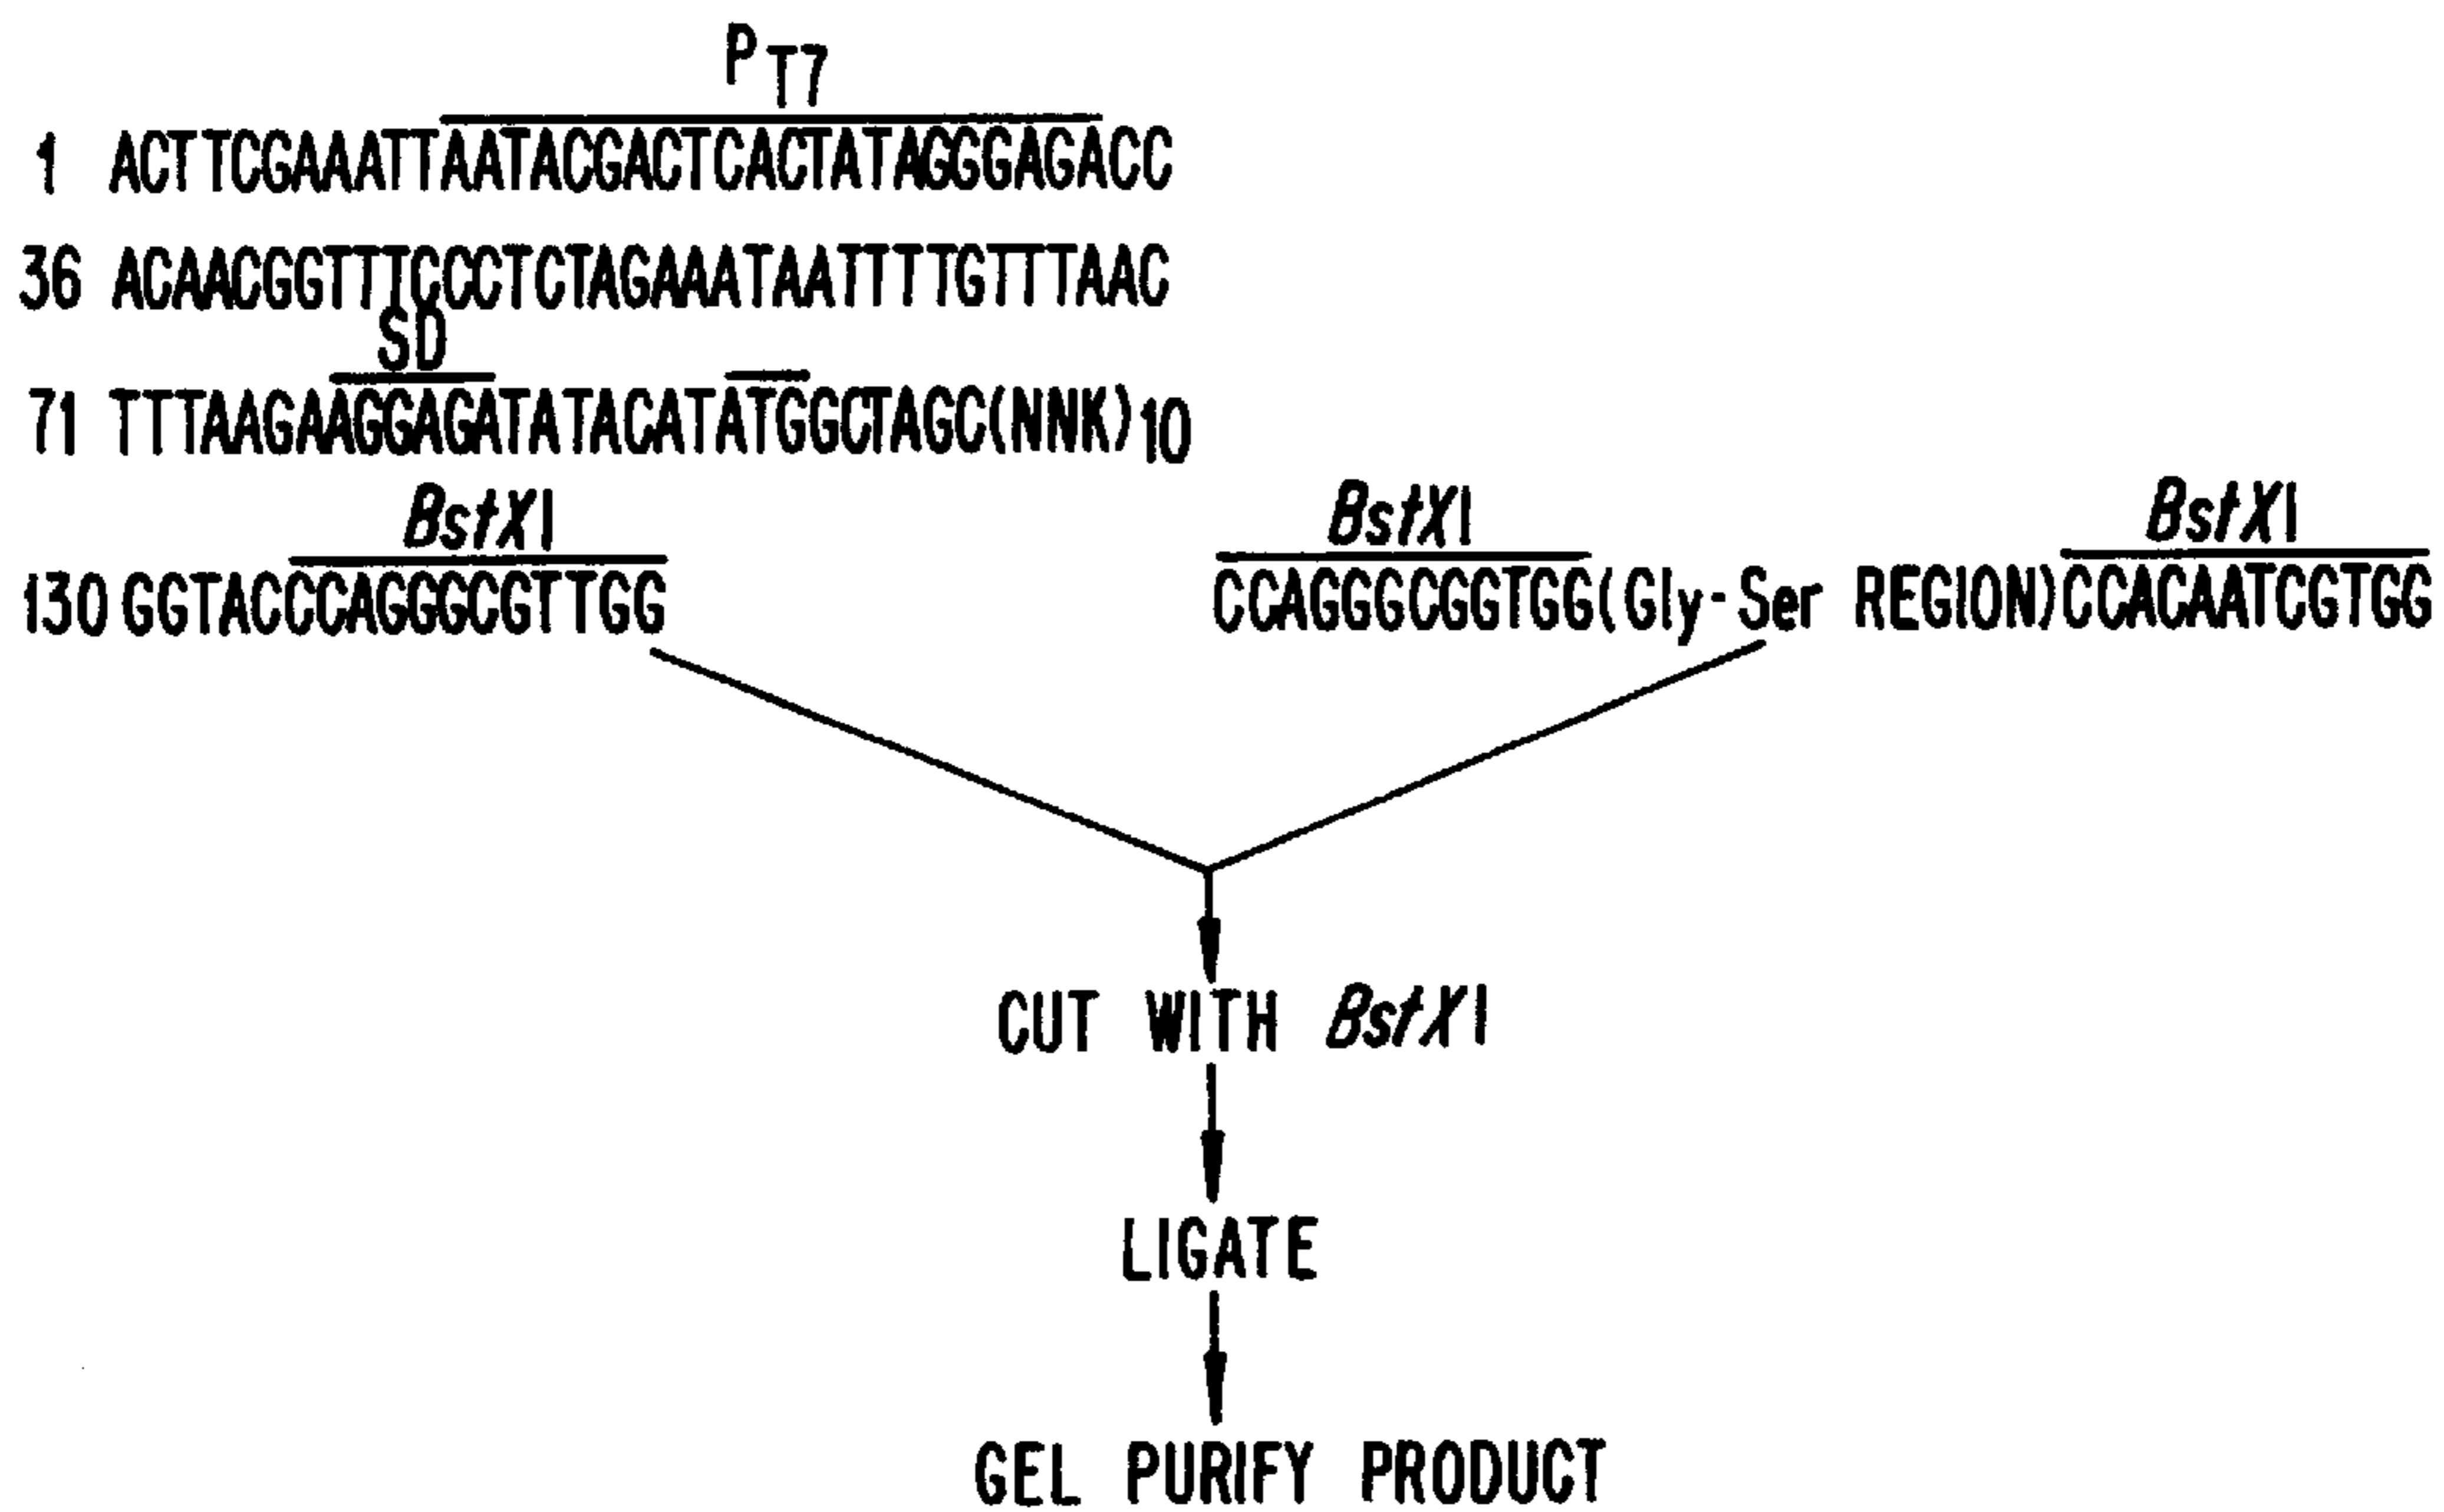 P T7
1 ACTTCGAAATTAATACGACTCACTATAGGGAGACC
36 ACAACGGTTTCCCTCTAGAAATAATTTTGTTTAAC
SD
71 TTTAAGAAGGAGATATACATATGGCTAGC(NNK)10
BstXI BstXI BstXI
130 GGTACCCAGGGCGTTGG CCAGGGCGGTGG(Gly-Ser REGION)CCACAATCGTGG
CUT WITH BstXI
LIGATE
GEL PURIFY PRODUCT